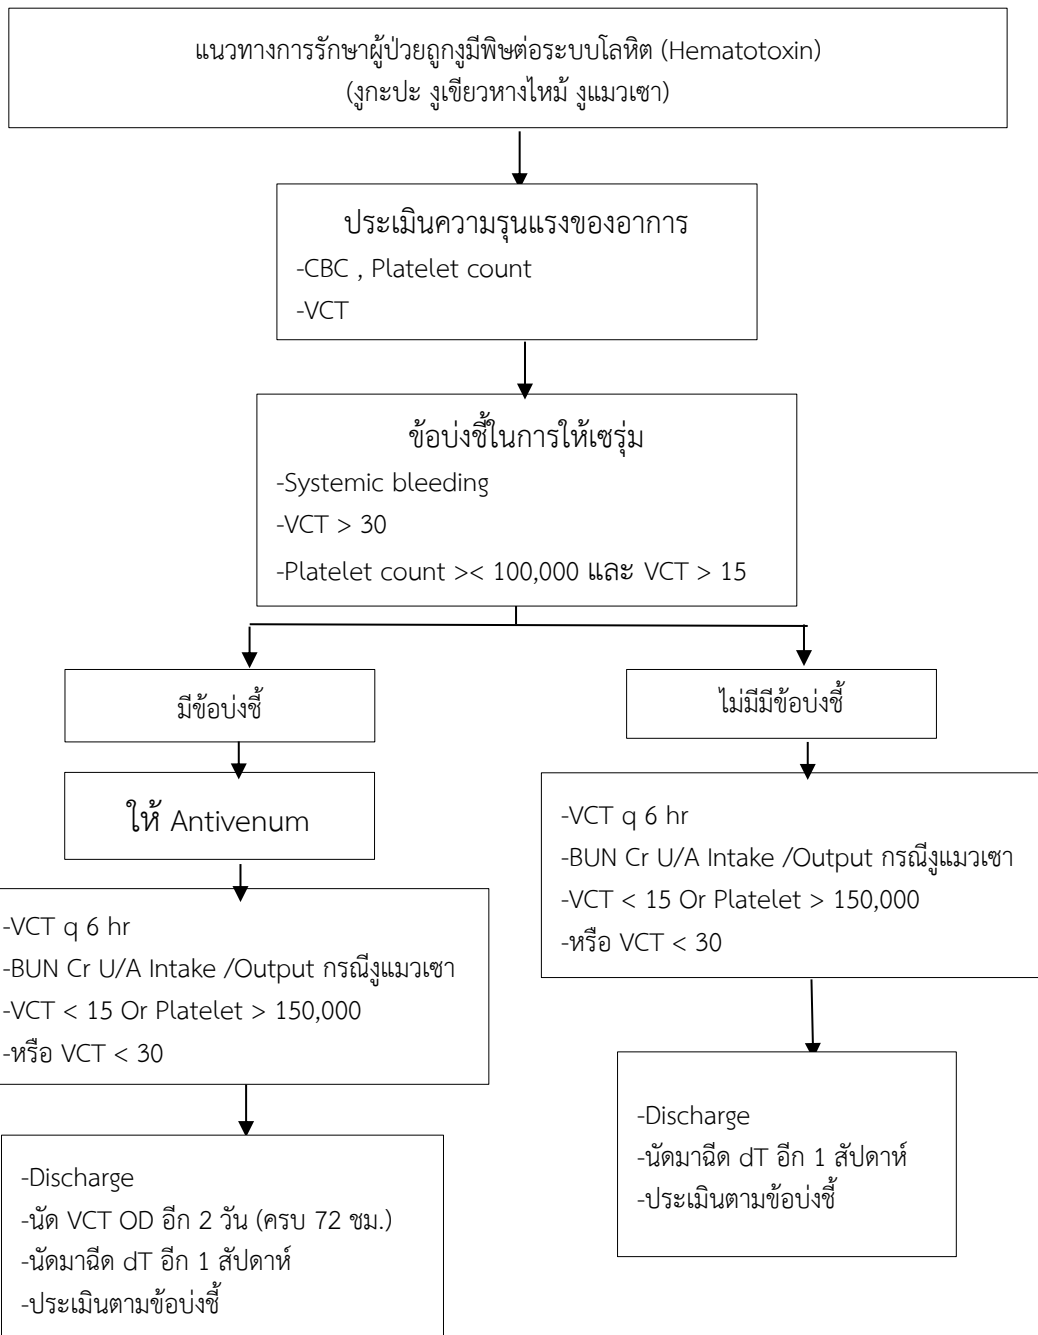 แนวทางการรักษาผู้ป่วยถูกงูมีพิษต่อระบบโลหิต (Hematotoxin)
(งูกะปะ งูเขียวหางไหม้ งูแมวเซา)
ประเมินความรุนแรงของอาการ
-CBC , Platelet count
-VCT
ข้อบ่งชี้ในการให้เซรุ่ม
-Systemic bleeding
-VCT > 30
-Platelet count >< 100,000 และ VCT > 15
มีข้อบ่งชี้
ให้ Antivenum
-VCT q 6 hr
-BUN Cr U/A Intake /Output กรณีงูแมวเซา
-VCT < 15 Or Platelet > 150,000
-หรือ VCT < 30
-Discharge
-นัด VCT OD อีก 2 วัน (ครบ 72 ชม.)
-นัดมาฉีด dT อีก 1 สัปดาห์
-ประเมินตามข้อบ่งชี้
ไม่มีมีข้อบ่งชี้
-VCT q 6 hr
-BUN Cr U/A Intake /Output กรณีงูแมวเซา
-VCT < 15 Or Platelet > 150,000
-หรือ VCT < 30
-Discharge
-นัดมาฉีด dT อีก 1 สัปดาห์
-ประเมินตามข้อบ่งชี้